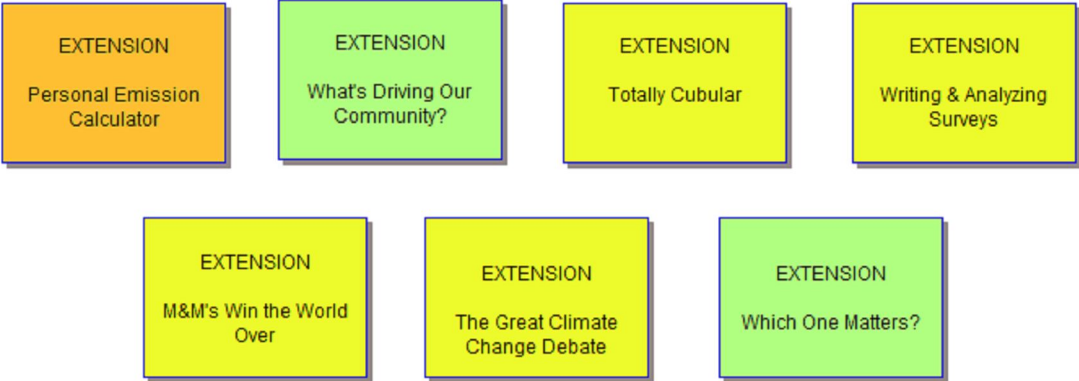 EXTENSION
Personal Emission
Calculator
EXTENSION
What's Driving Our
Community?
EXTENSION
Totally Cubular
EXTENSION
Writing & Analyzing
Surveys
EXTENSION
M&M's Win the World
Over
EXTENSION
The Great Climate
Change Debate
EXTENSION
Which One Matters?